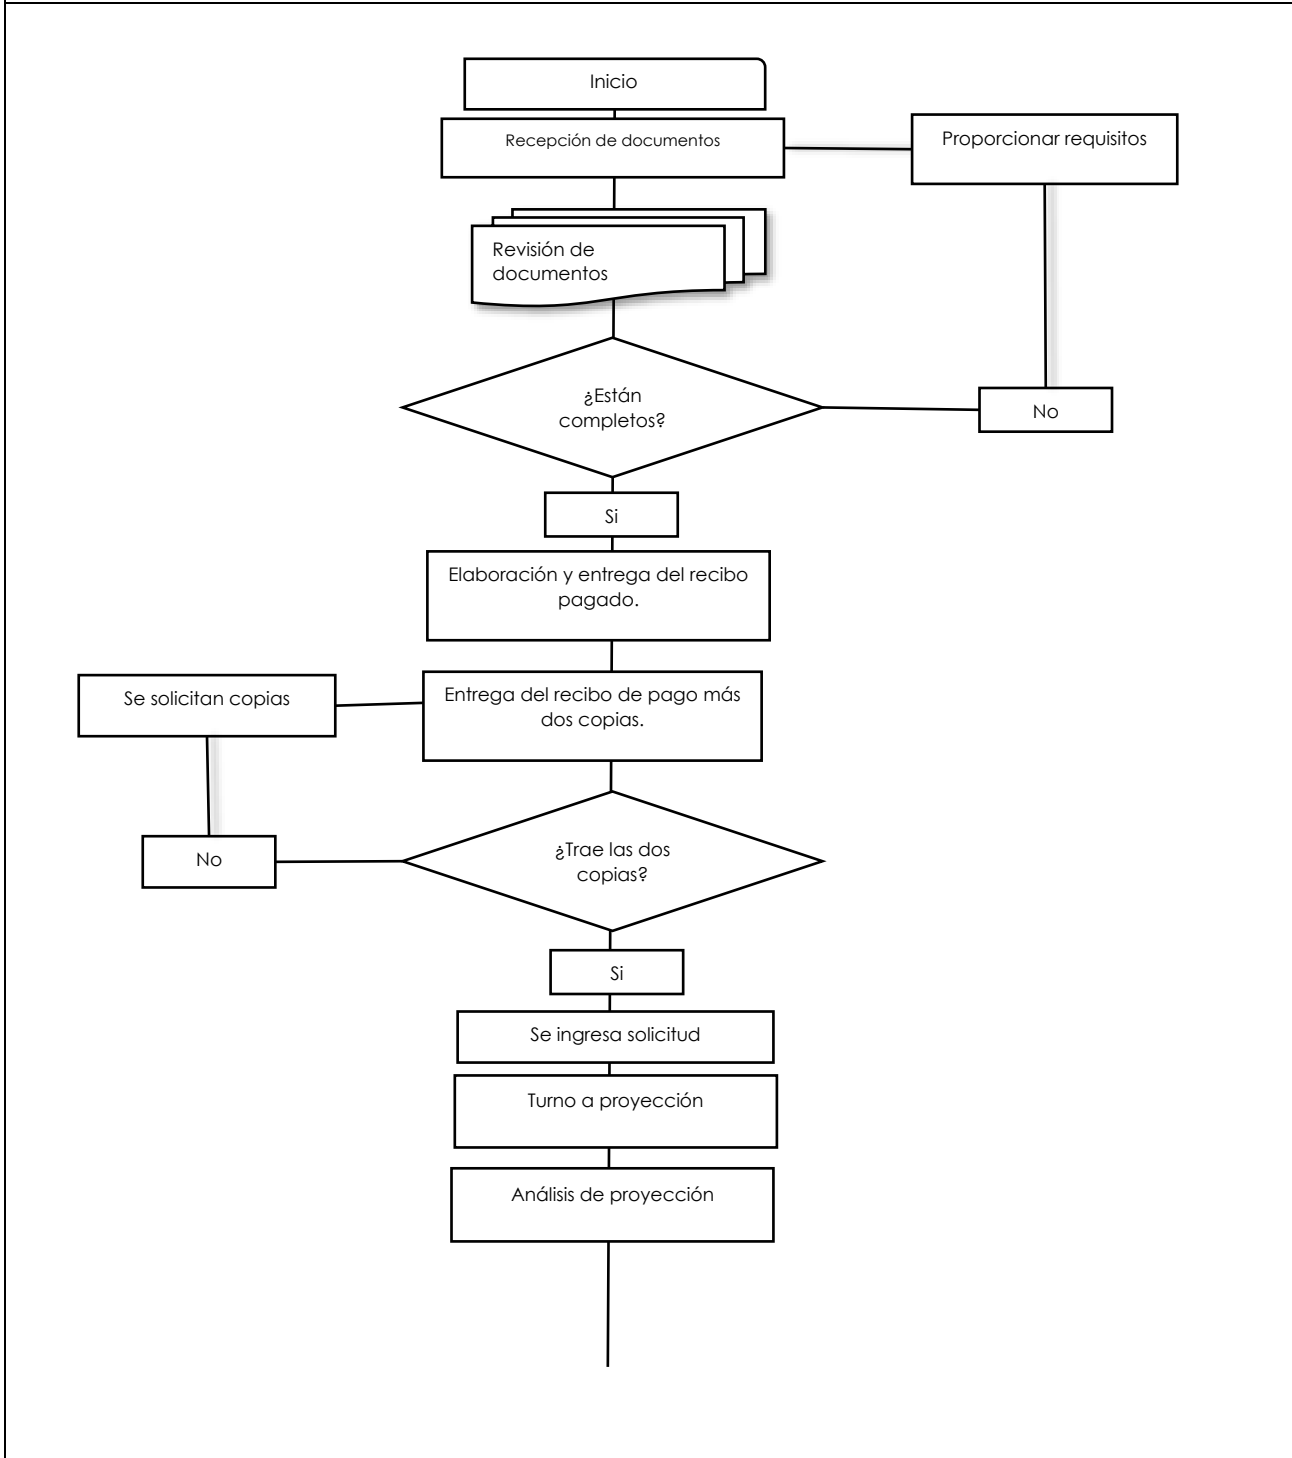 Inicio
Recepción de documentos
Proporcionar requisitos
Revisión de
documentos
¿Están
completos?
No
Si
Elaboración y entrega del recibo
pagado.
Se solicitan copias
Entrega del recibo de pago más
dos copias.
No
¿Trae las dos
copias?
Si
Se ingresa solicitud
Turno a proyección
Análisis de proyección